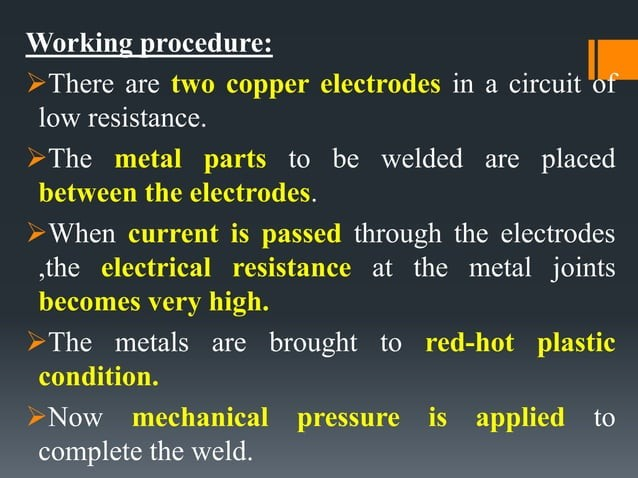 Working procedure:
➢There are two copper electrodes in a circuit of
low resistance.
➢The metal parts to be welded are placed
between the electrodes.
➢When current is passed through the electrodes
,the electrical resistance at the metal joints
becomes very high.
➢The metals are brought to red-hot plastic
condition.
➢Now mechanical pressure is applied to
complete the weld.